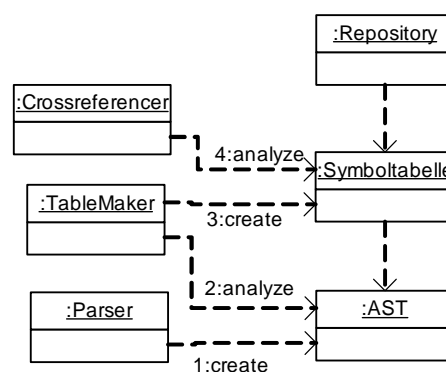 :Repository
:Crossreferencer
4:analyze
:Symboltabelle
:TableMaker
3:create
2:analyze
:Parser
:AST
1:create